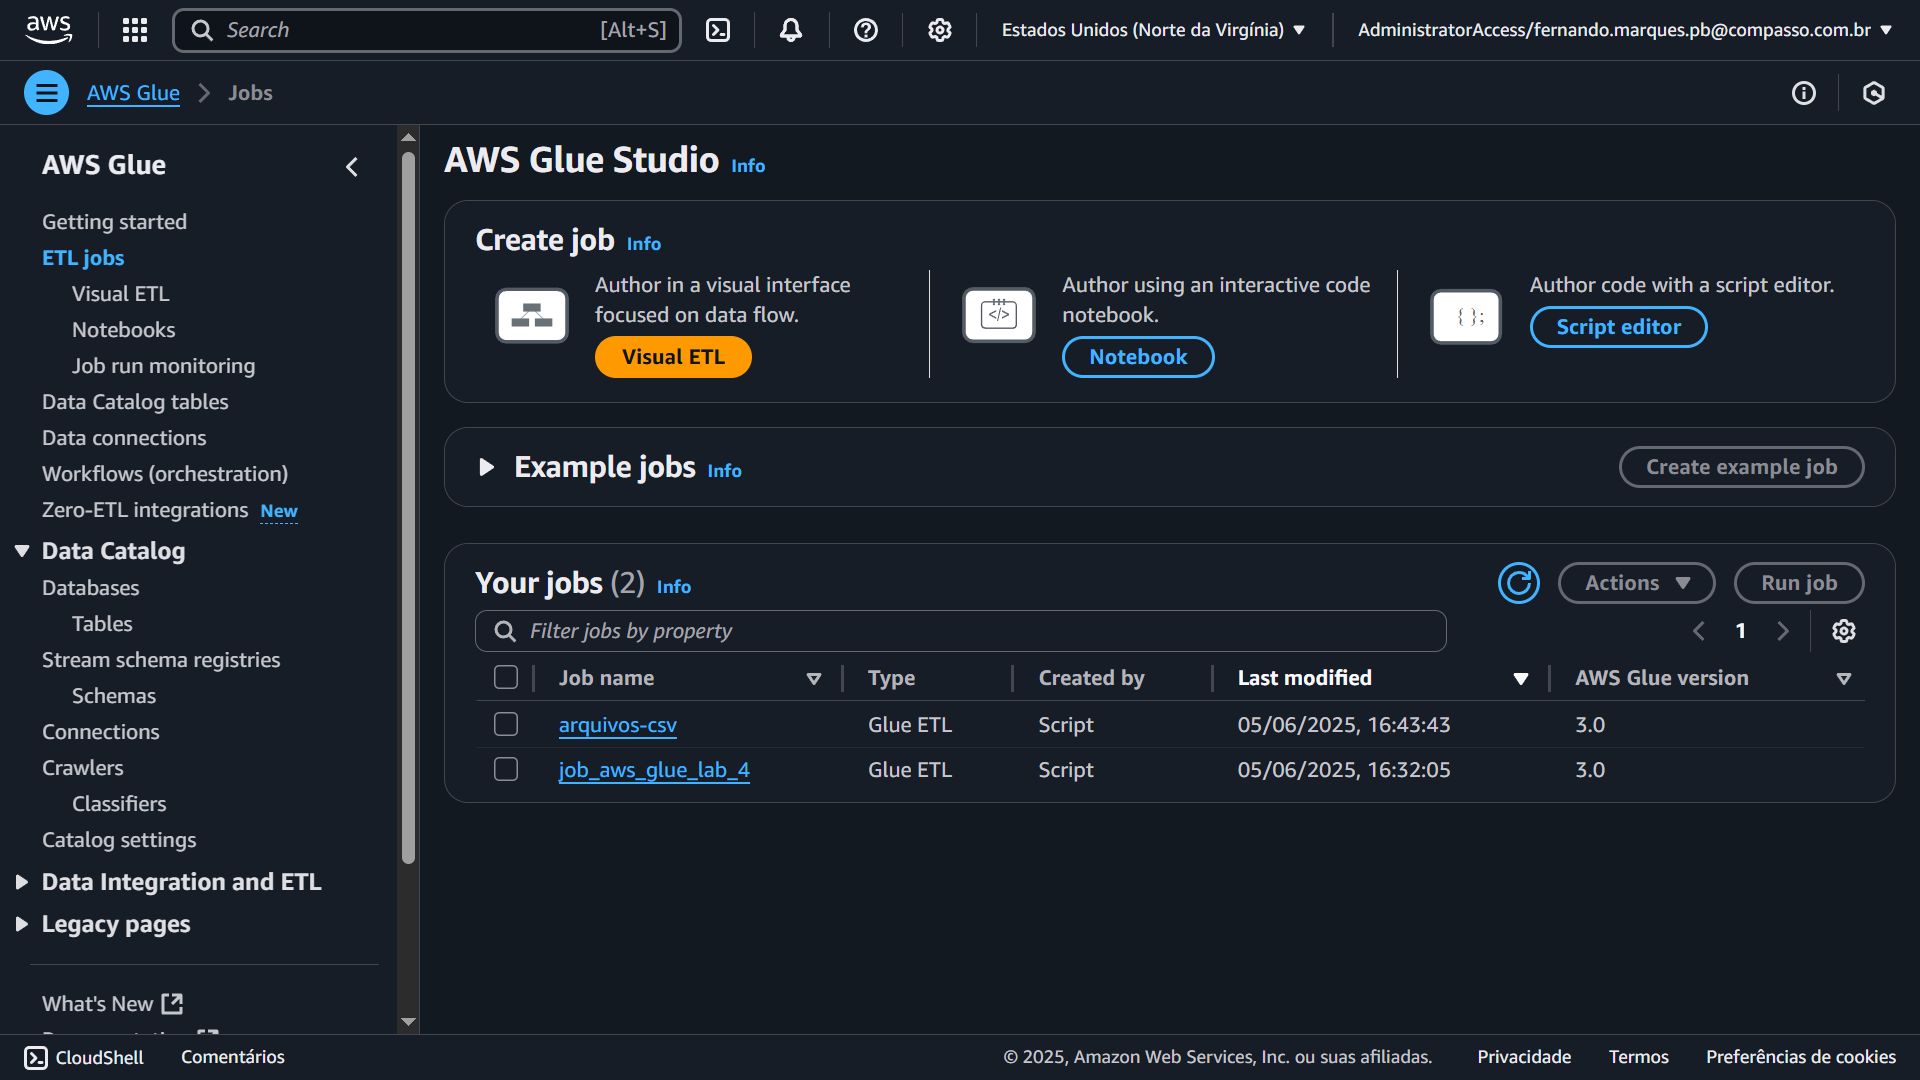 aws
Search [Alt+S]
Estados Unidos (Norte da Virgínia)
AdministratorAccess/fernando.marques.pb@compasso.com.br
AWS Glue
Jobs
AWS Glue
Getting started
ETL jobs
Visual ETL
Notebooks
Job run monitoring
Data Catalog tables
Data connections
Workflows (orchestration)
Zero-ETL integrations New
Data Catalog
Databases
Tables
Stream schema registries
Schemas
Connections
Crawlers
Classifiers
Catalog settings
Data Integration and ETL
Legacy pages
What's New
AWS Glue Studio Info
Create job Info
Author in a visual interface
focused on data flow.
Visual ETL
Author using an interactive code
notebook.
Notebook
Author code with a script editor.
Script editor
Example jobs Info
Create example job
Your jobs (2) Info
Actions
Run job
Filter jobs by property
1
Job name Type Created by Last modified AWS Glue version
arquivos-csv Glue ETL Script 05/06/2025, 16:43:43 3.0
job_aws_glue_lab_4 Glue ETL Script 05/06/2025, 16:32:05 3.0
CloudShell
Comentários
© 2025, Amazon Web Services, Inc. ou suas afiliadas.
Privacidade
Termos
Preferências de cookies